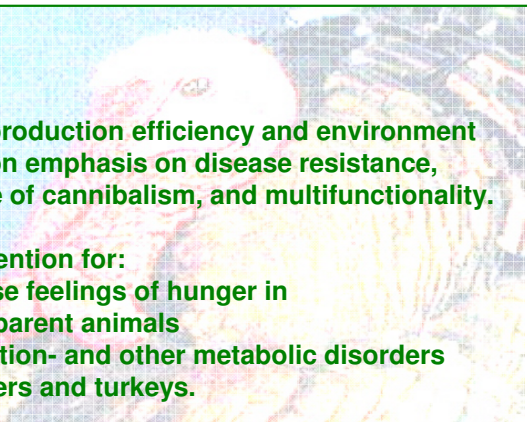 production efficiency and environment
on emphasis on disease resistance,
e of cannibalism, and multifunctionality.
ention for:
se feelings of hunger in
parent animals
tion- and other metabolic disorders
ers and turkeys.